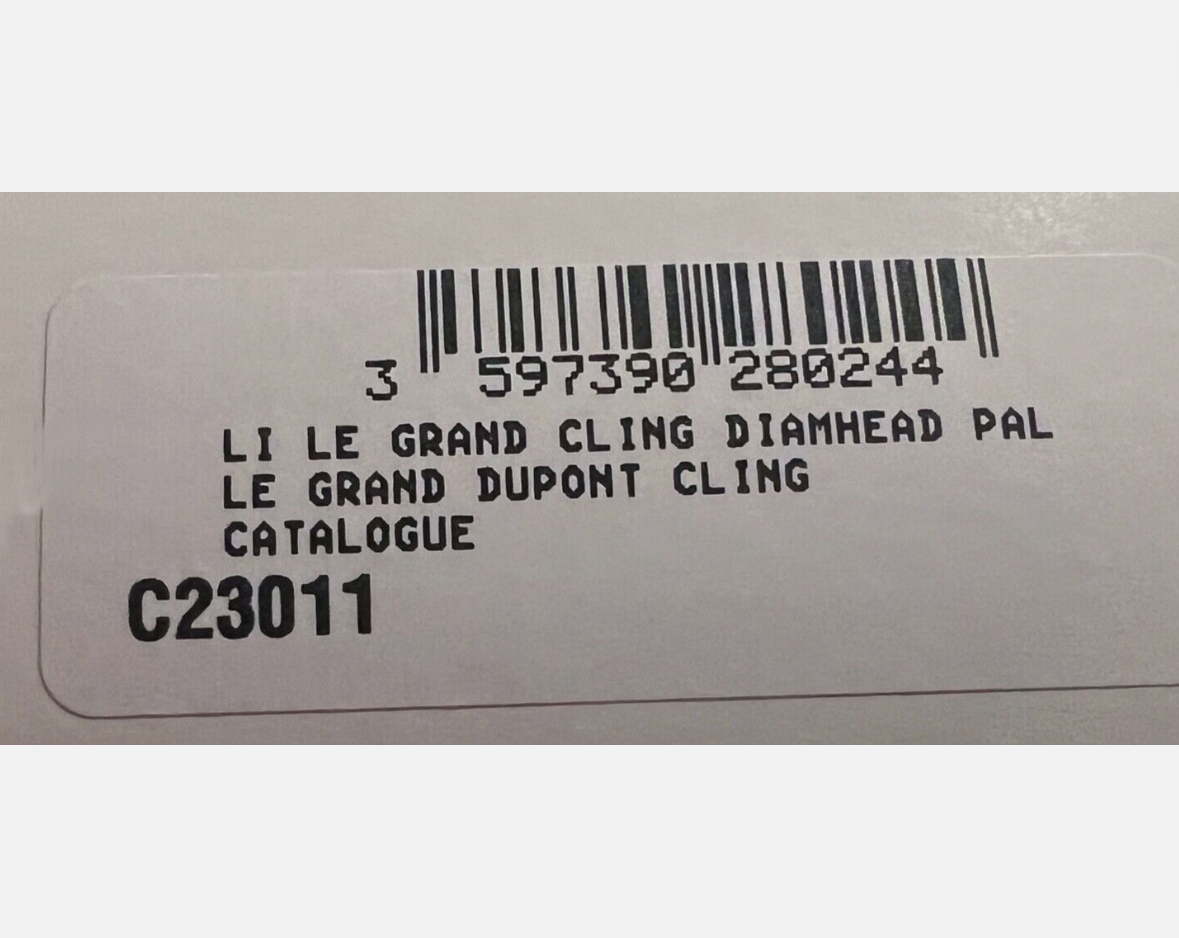 3 597390 280244
LI LE GRAND CLING DIAMHEAD PAL
LE GRAND DUPONT CLING
CATALOGUE
C23011